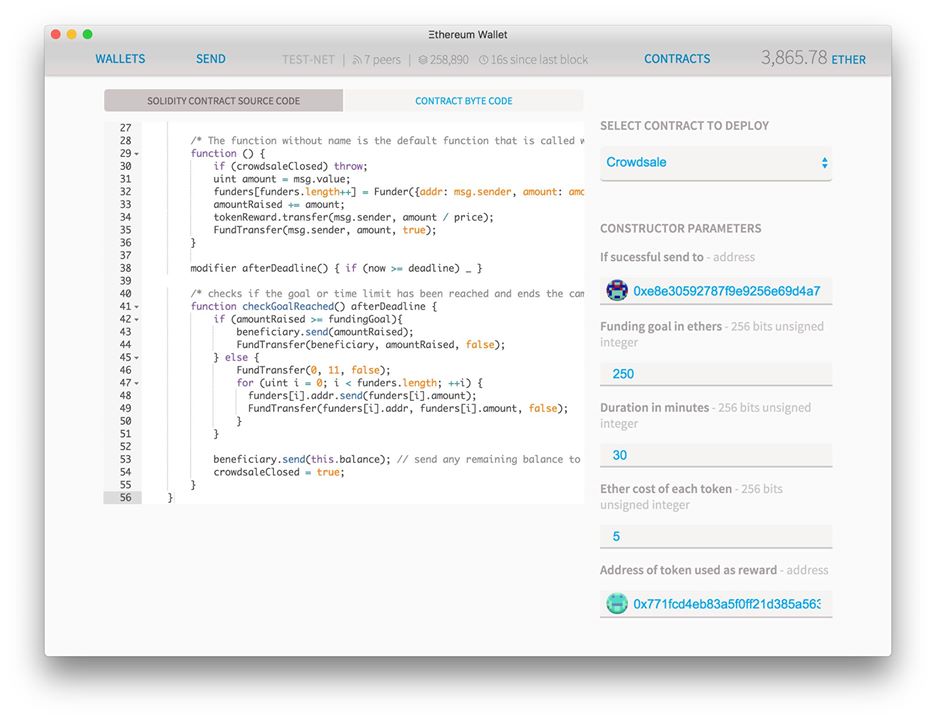 Ξthereum Wallet
WALLETS SEND TEST-NET | 7 peers | 258,890 16s since last block CONTRACTS 3,865.78 ETHER
SOLIDITY CONTRACT SOURCE CODE CONTRACT BYTE CODE
27
28 /* The function without name is the default function that is called
29 function () {
30 if (crowdsaleClosed) throw;
31 uint amount = msg.value;
32 funders[funders.length++] = Funder({addr: msg.sender, amount: amo
33 amountRaised += amount;
34 tokenReward.transfer(msg.sender, amount / price);
35 FundTransfer(msg.sender, amount, true);
36 }
37
38 modifier afterDeadline() { if (now >= deadline) _ }
39
40 /* checks if the goal or time limit has been reached and ends the cam
41 function checkGoalReached() afterDeadline {
42 if (amountRaised >= fundingGoal){
43 beneficiary.send(amountRaised);
44 FundTransfer(beneficiary, amountRaised, false);
45 } else {
46 FundTransfer(0, 11, false);
47 for (uint i = 0; i < funders.length; ++i) {
48 funders[i].addr.send(funders[i].amount);
49 FundTransfer(funders[i].addr, funders[i].amount, false);
50 }
51 }
52
53 beneficiary.send(this.balance); // send any remaining balance to
54 crowdsaleClosed = true;
55 }
56 }
SELECT CONTRACT TO DEPLOY
Crowdsale
CONSTRUCTOR PARAMETERS
If sucessful send to - address
0xe8e30592787f9e9256e69d4a7
Funding goal in ethers - 256 bits unsigned
integer
250
Duration in minutes - 256 bits unsigned
integer
30
Ether cost of each token - 256 bits
unsigned integer
5
Address of token used as reward - address
0x771fcd4eb83a5f0ff21d385a563